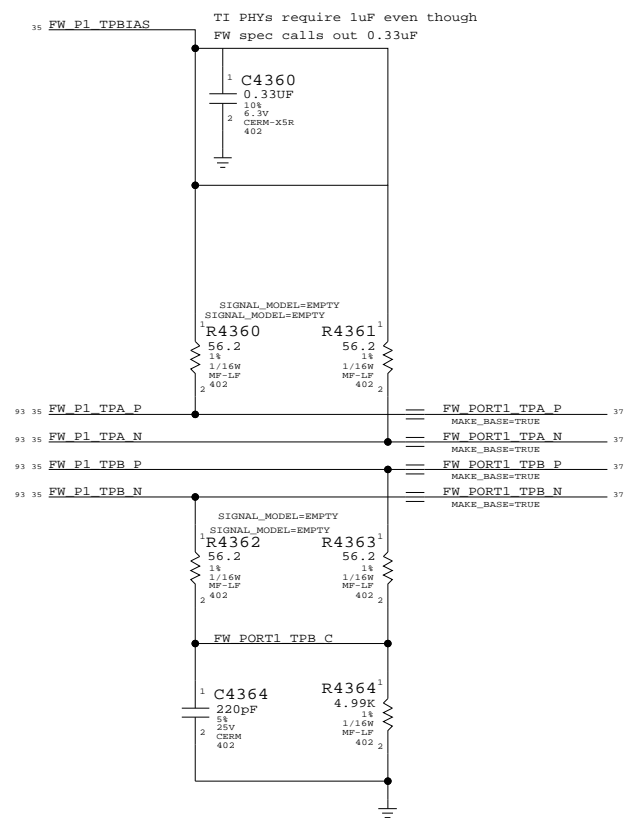 TI PHYs require 1uF even though
35 FW_P1_TPBIAS
FW spec calls out 0.33uF
1 C4360
0.33UF
10%
6.3V
2 CERM-X5R
402
SIGNAL_MODEL=EMPTY
SIGNAL_MODEL=EMPTY
1 R4360 R4361 1
56.2 56.2
1% 1%
1/16W 1/16W
MF-LF MF-LF
2 402 402 2
93 35 FW_P1_TPA_P FW_PORT1_TPA_P 37
MAKE_BASE=TRUE
93 35 FW_P1_TPA_N FW_PORT1_TPA_N 37
MAKE_BASE=TRUE
93 35 FW_P1_TPB_P FW_PORT1_TPB_P 37
MAKE_BASE=TRUE
93 35 FW_P1_TPB_N FW_PORT1_TPB_N 37
MAKE_BASE=TRUE
SIGNAL_MODEL=EMPTY
SIGNAL_MODEL=EMPTY
1 R4362 R4363 1
56.2 56.2
1% 1%
1/16W 1/16W
MF-LF MF-LF
2 402 402 2
FW_PORT1_TPB_C
1 C4364 R4364 1
220pF 4.99K
5% 1%
25V 1/16W
2 CERM MF-LF
402 402 2